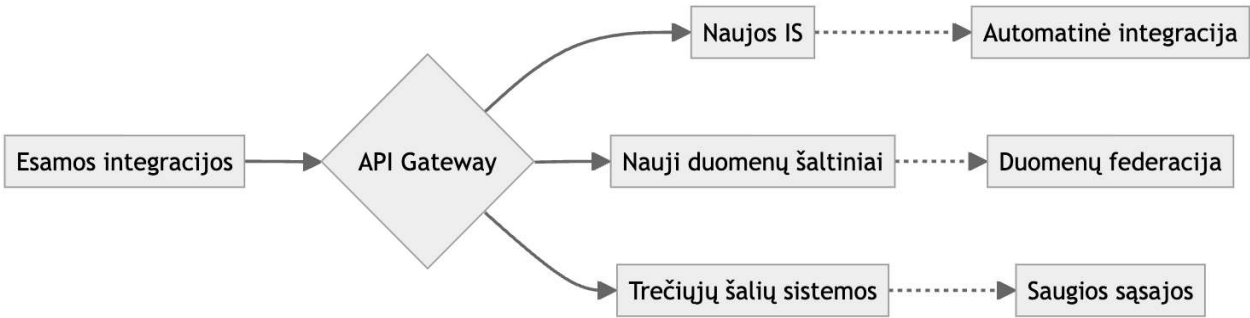 Naujos IS
Automatinė integracija
Esamos integracijos
API Gateway
Nauji duomenų šaltiniai
Duomenų federacija
Trečiųjų šalių sistemos
Saugios sąsajos